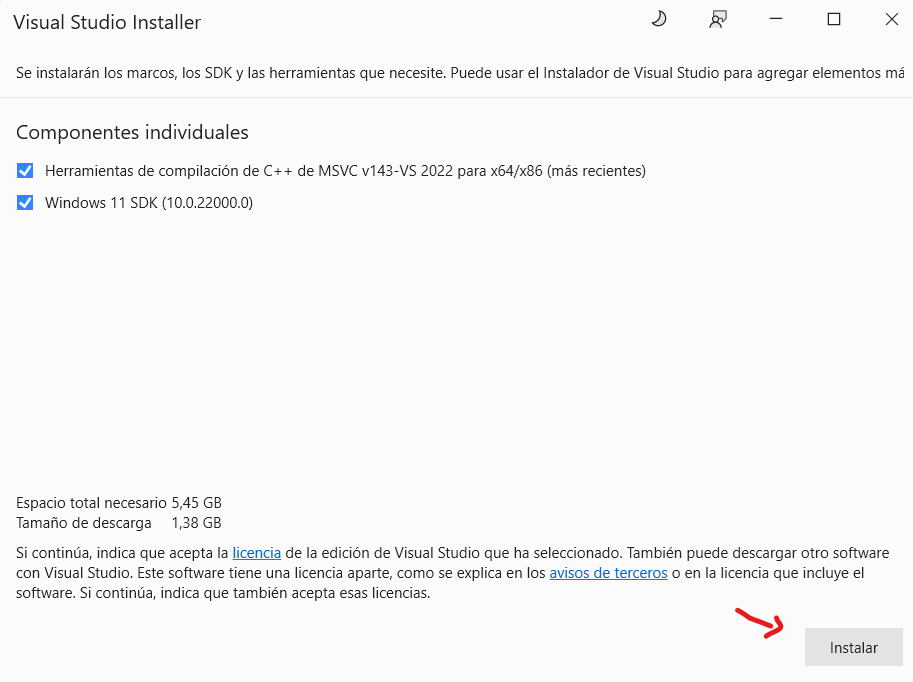 Visual Studio Installer
Se instalarán los marcos, los SDK y las herramientas que necesite. Puede usar el Instalador de Visual Studio para agregar elementos má
Componentes individuales
Herramientas de compilación de C++ de MSVC v143-VS 2022 para x64/x86 (más recientes)
Windows 11 SDK (10.0.22000.0)
Espacio total necesario 5,45 GB
Tamaño de descarga 1,38 GB
Si continúa, indica que acepta la licencia de la edición de Visual Studio que ha seleccionado. También puede descargar otro software
con Visual Studio. Este software tiene una licencia aparte, como se explica en los avisos de terceros o en la licencia que incluye el
software. Si continúa, indica que también acepta esas licencias.
Instalar